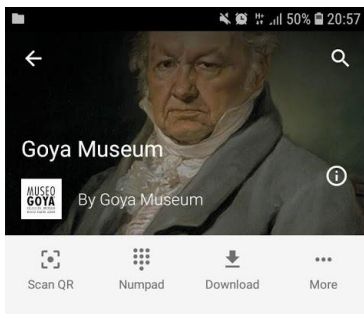 50% 20:57
Goya Museum
MUSEO
GOYA
By Goya Museum
Scan QR
Numpad
Download
More